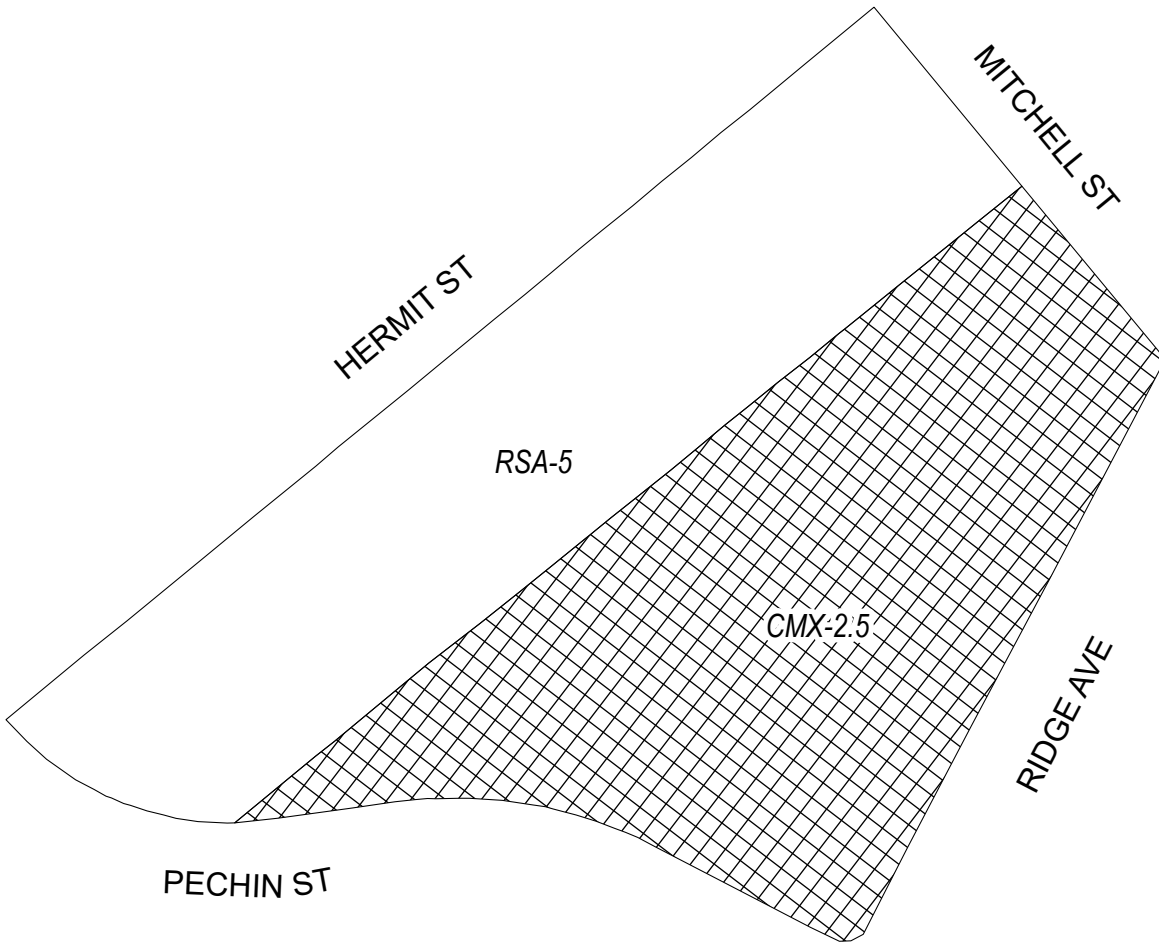 MITCHELL ST
HERMIT ST
RSA-5
CMX-2.5
RIDGE AVE
PECHIN ST